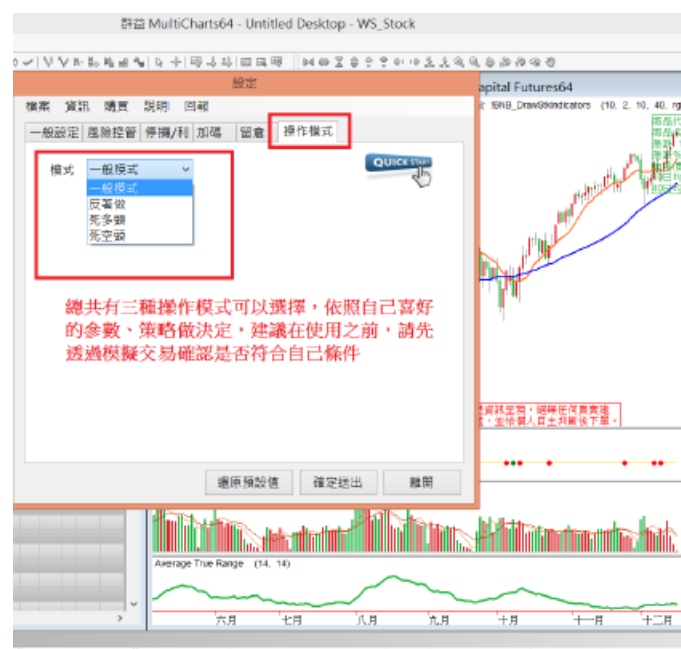 群益 MultiCharts64 - Untitled Desktop - WS_Stock
設定
apital Futures64
檔案 資訊 購買 說明 回報
!BNB_DrawStkIndicators (10, 2, 10, 40, rg
一般設定 風險控管 停損/利 加碼 留倉 操作模式
模式 一般模式
QUICK START
一般模式
反著做
死多頭
死空頭
總共有三種操作模式可以選擇，依照自己喜好
的參數、策略做決定，建議在使用之前，請先
透過模擬交易確認是否符合自己條件
還原預設值 確定送出 離開
Average True Range (14, 14)
六月 七月 八月 九月 十月 十一月 十二月